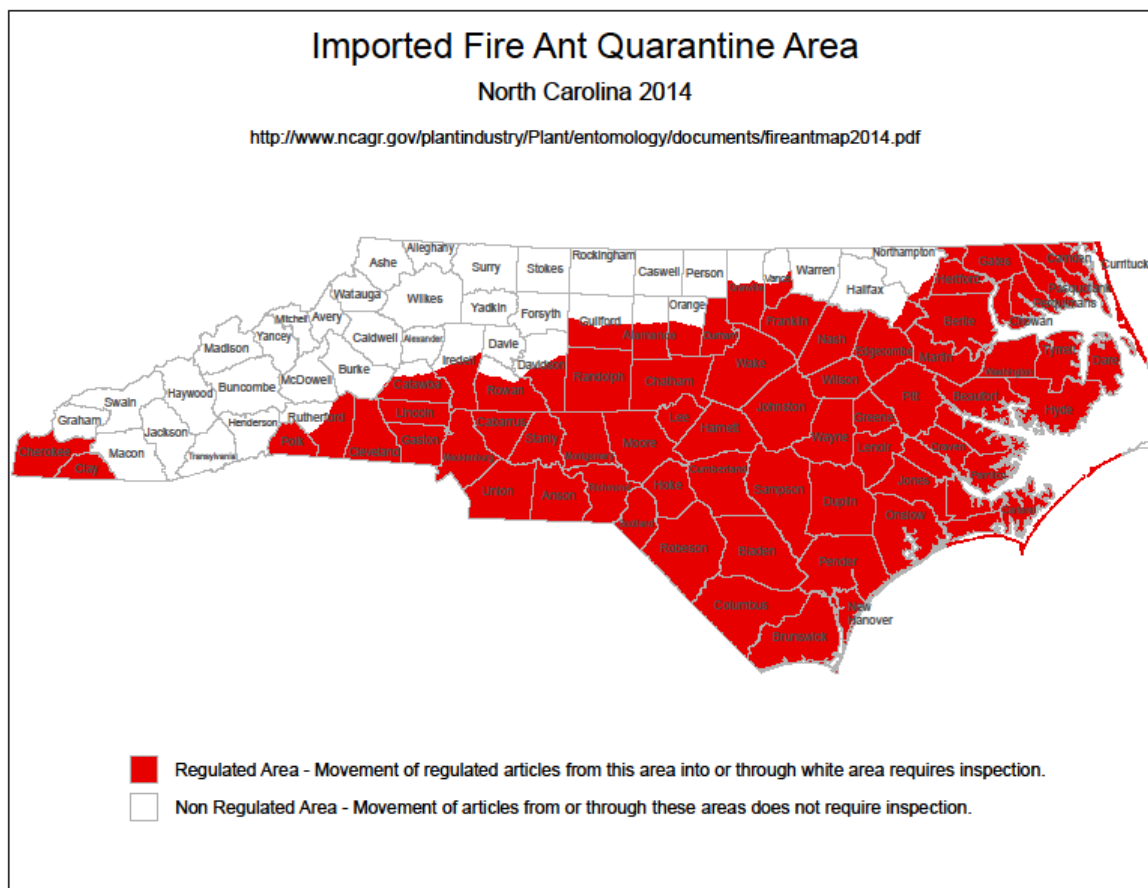 Imported Fire Ant Quarantine Area
North Carolina 2014
http://www.ncagr.gov/plantindustry/Plant/entomology/documents/fireantmap2014.pdf
Alleghany
Ashe
Surry
Stokes
Rockingham
Caswell
Person
Vance
Warren
Northampton
Gates
Camden
Currituck
Watauga
Wilkes
Yadkin
Forsyth
Guilford
Alamance
Orange
Durham
Granville
Halifax
Hertford
Pasquotank
Perquimans
Mitchell
Avery
Yancey
Caldwell
Alexander
Iredell
Davie
Davidson
Franklin
Nash
Edgecombe
Bertie
Chowan
Madison
Buncombe
McDowell
Burke
Catawba
Rowan
Randolph
Chatham
Wake
Wilson
Martin
Washington
Tyrrell
Dare
Swain
Haywood
Rutherford
Lincoln
Cabarrus
Stanly
Montgomery
Moore
Lee
Harnett
Johnston
Greene
Pitt
Beaufort
Hyde
Graham
Jackson
Henderson
Polk
Cleveland
Gaston
Mecklenburg
Wayne
Lenoir
Craven
Pamlico
Cherokee
Clay
Macon
Transylvania
Union
Anson
Richmond
Scotland
Hoke
Cumberland
Sampson
Duplin
Jones
Carteret
Onslow
Robeson
Bladen
Pender
Columbus
Brunswick
New
Hanover
Regulated Area - Movement of regulated articles from this area into or through white area requires inspection.
Non Regulated Area - Movement of articles from or through these areas does not require inspection.